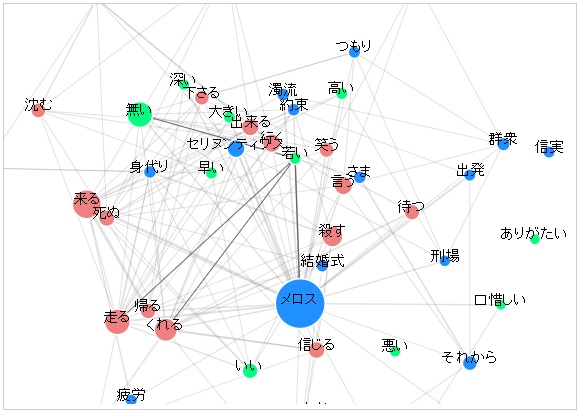 つもり
深い
下さる
濁流
高い
沈む
無い
大きい
約束
出来る
セリヌンティウス
行く
若い
笑う
群衆
信実
身代り
早い
言う
さま
出発
来る
死ぬ
待つ
殺す
ありがたい
結婚式
刑場
メロス
帰る
走る
くれる
口惜しい
信じる
悪い
それから
いい
疲労